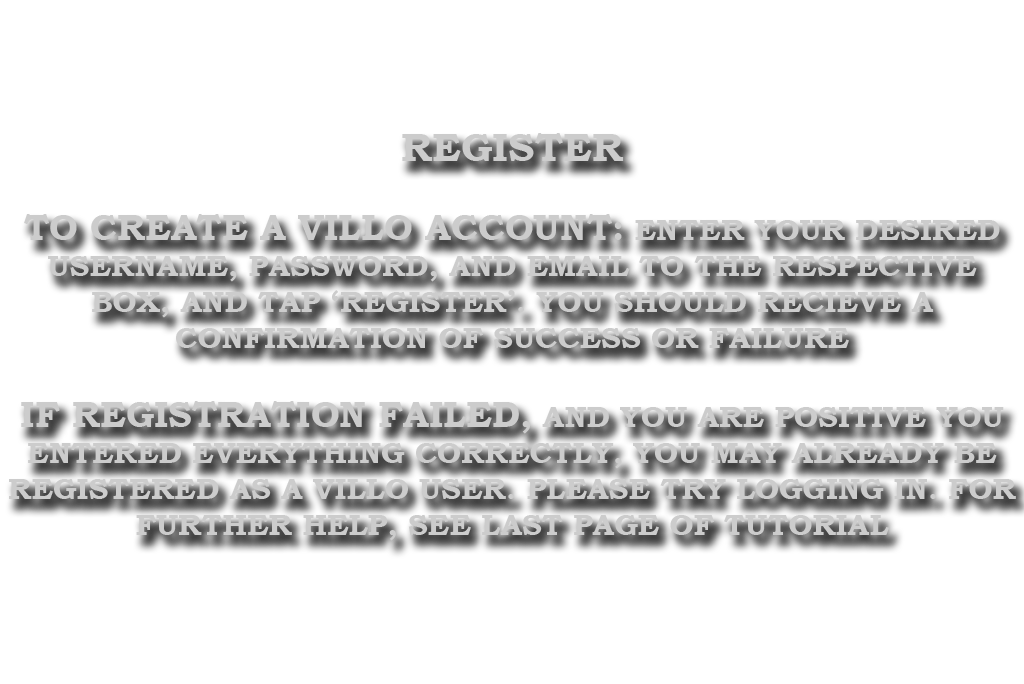 REGISTER
TO CREATE A VILLO ACCOUNT: ENTER YOUR DESIRED
USERNAME, PASSWORD, AND EMAIL TO THE RESPECTIVE
BOX, AND TAP ‘REGISTER’. YOU SHOULD RECIEVE A
CONFIRMATION OF SUCCESS OR FAILURE
IF REGISTRATION FAILED, AND YOU ARE POSITIVE YOU
ENTERED EVERYTHING CORRECTLY, YOU MAY ALREADY BE
REGISTERED AS A VILLO USER. PLEASE TRY LOGGING IN. FOR
FURTHER HELP, SEE LAST PAGE OF TUTORIAL.